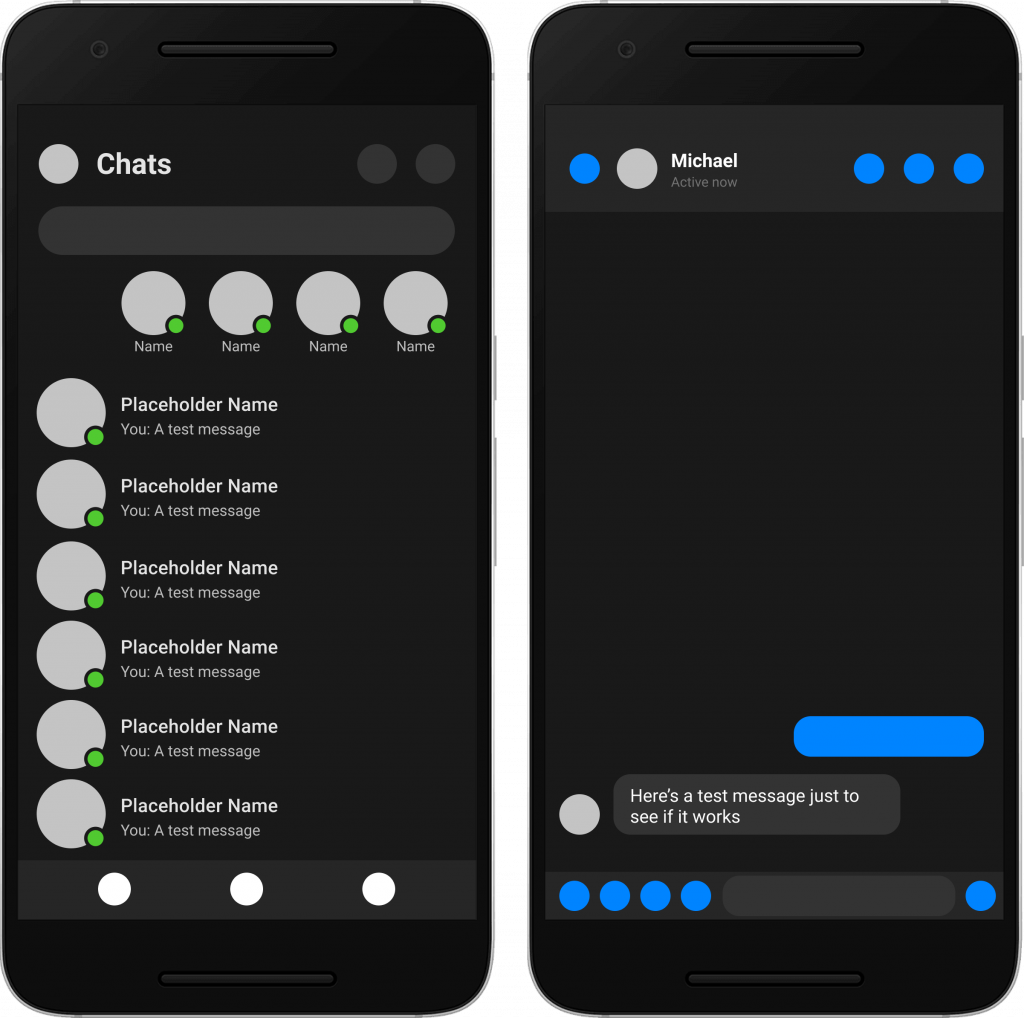 Chats
Name
Name
Name
Name
Placeholder Name
You: A test message
Placeholder Name
You: A test message
Placeholder Name
You: A test message
Placeholder Name
You: A test message
Placeholder Name
You: A test message
Placeholder Name
You: A test message
Michael
Active now
Here’s a test message just to
see if it works